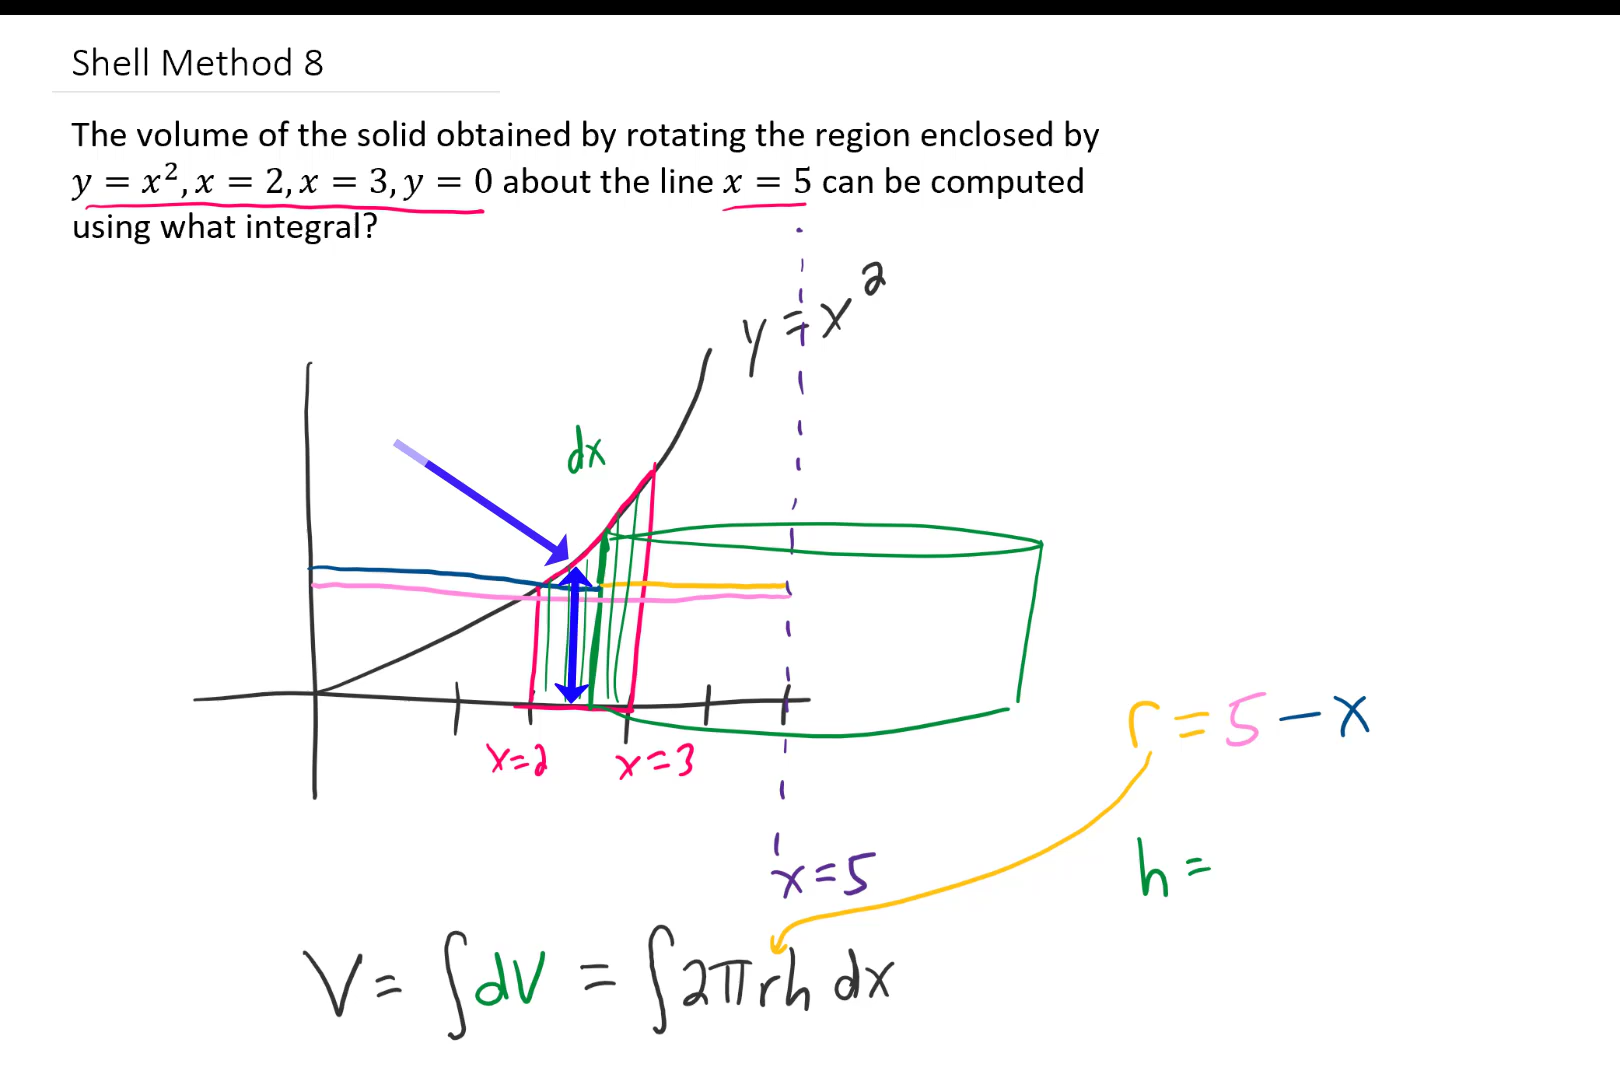 Shell Method 8
The volume of the solid obtained by rotating the region enclosed by
y = x², x = 2, x = 3, y = 0 about the line x = 5 can be computed
using what integral?
y = x²
dx
x=2
x=3
r = 5 - x
x=5
h =
V = ∫dV = ∫2πrh dx